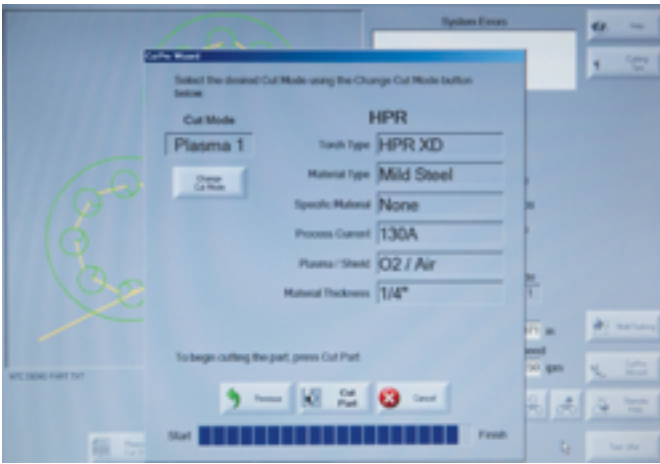 System Errors
Help
CutPro Wizard
Select the desired Cut Mode using the Change Cut Mode button
below.
Cut Mode
HPR
Plasma 1
Torch Type HPR XD
Change
Cut Mode
Material Type Mild Steel
Specific Material None
Process Current 130A
Plasma / Shield O2 / Air
Material Thickness 1/4"
To begin cutting the part, press Cut Part.
Previous
Cut
Part
Cancel
Start
Finish
in
ipm